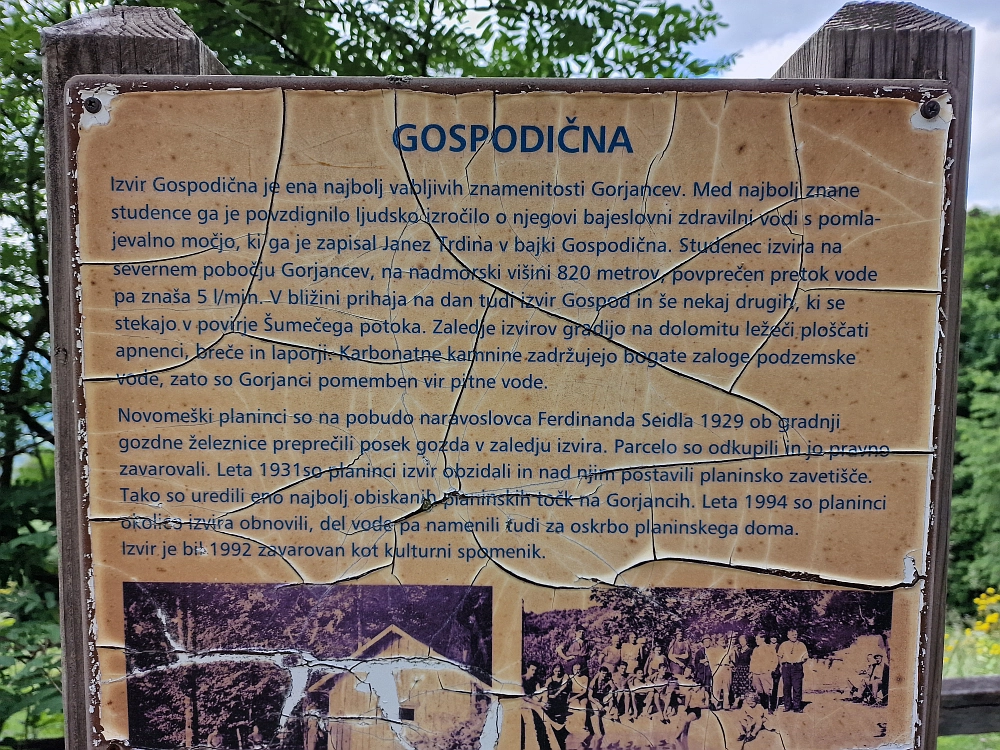 GOSPODIČNA
Izvir Gospodična je ena najbolj vabljivih znamenitosti Gorjancev. Med najbolj znane
studence ga je povzdignilo ljudsko izročilo o njegovi bajeslovni zdravilni vodi s pomla-
jevalno močjo, ki ga je zapisal Janez Trdina v bajki Gospodična. Studenec izvira na
severnem pobočju Gorjancev, na nadmorski višini 820 metrov, povprečen pretok vode
pa znaša 5 l/min. V bližini prihaja na dan tudi izvir Gospod in še nekaj drugih, ki se
stekajo v povirje Šumečega potoka. Zaledje izvirov gradijo na dolomitu ležeči ploščati
apnenci, breče in laporji. Karbonatne kamnine zadržujejo bogate zaloge podzemske
vode, zato so Gorjanci pomemben vir pitne vode.
Novomeški planinci so na pobudo naravoslovca Ferdinanda Seidla 1929 ob gradnji
gozdne železnice preprečili posek gozda v zaledju izvira. Parcelo so odkupili in jo pravno
zavarovali. Leta 1931so planinci izvir obzidali in nad njim postavili planinsko zavetišče.
Tako so uredili eno najbolj obiskanih planinskih točk na Gorjancih. Leta 1994 so planinci
okolico izvira obnovili, del voda pa namenili tudi za oskrbo planinskega doma.
Izvir je bil 1992 zavarovan kot kulturni spomenik.